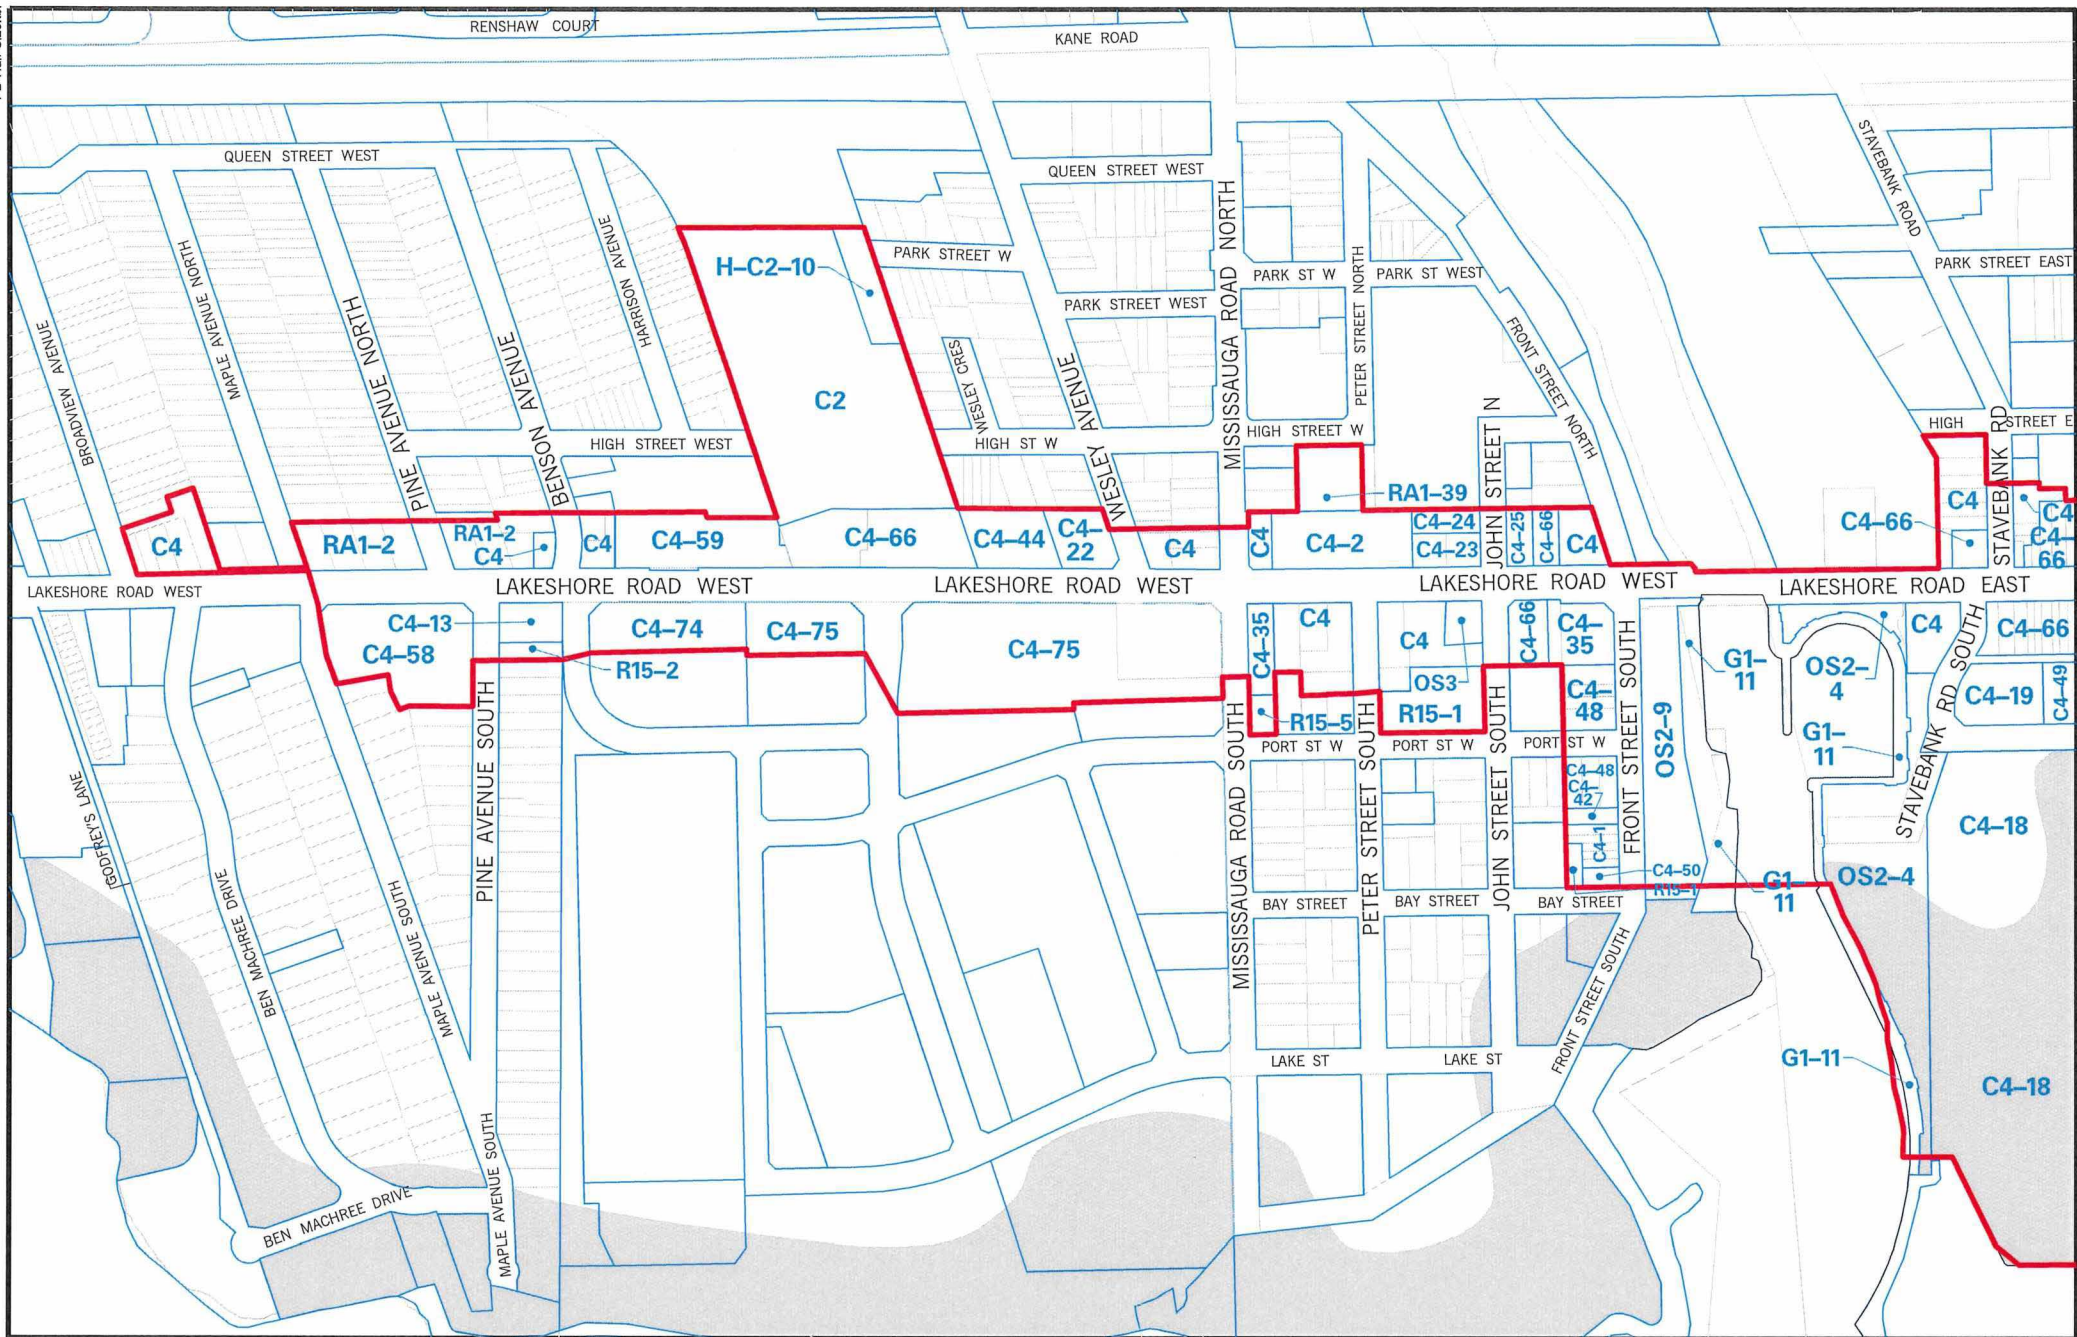 RENSHAW COURT
KANE ROAD
QUEEN STREET WEST
QUEEN STREET WEST
STAVEBANK ROAD
BROADVIEW AVENUE
MAPLE AVENUE NORTH
PINE AVENUE NORTH
BENSON AVENUE
HARRISON AVENUE
H-C2-10
C2
PARK STREET W
PARK STREET WEST
WESLEY CRES
WESLEY AVENUE
MISSISSAUGA ROAD NORTH
PARK ST W
PETER STREET NORTH
PARK ST WEST
FRONT STREET NORTH
PARK STREET EAST
HIGH STREET WEST
HIGH ST W
HIGH STREET W
JOHN STREET N
HIGH
STREET E
STAVEBANK RD
RA1-39
C4
RA1-2
RA1-2
C4
C4
C4-59
C4-66
C4-44
C4-
22
C4
C4
C4-2
C4-24
C4-23
C4-25
C4-66
C4
C4-66
C4
C4
C4-
66
LAKESHORE ROAD WEST
LAKESHORE ROAD WEST
LAKESHORE ROAD WEST
LAKESHORE ROAD WEST
LAKESHORE ROAD EAST
C4-13
C4-58
R15-2
C4-74
C4-75
C4-75
C4-35
C4
C4
OS3
C4-66
C4-
35
C4-
48
R15-5
R15-1
G1-
11
OS2-
4
G1-
11
C4
C4-66
C4-19
C4-49
OS2-9
PORT ST W
PORT ST W
PORT ST W
C4-48
C4-
42
C4-1
C4-50
R15-1
G1-
11
OS2-4
C4-18
C4-18
G1-11
GODFREY'S LANE
BEN MACHREE DRIVE
MAPLE AVENUE SOUTH
PINE AVENUE SOUTH
MISSISSAUGA ROAD SOUTH
PETER STREET SOUTH
JOHN STREET SOUTH
FRONT STREET SOUTH
STAVEBANK RD SOUTH
BAY STREET
BAY STREET
BAY STREET
FRONT STREET SOUTH
LAKE ST
LAKE ST
MAPLE AVENUE SOUTH
BEN MACHREE DRIVE